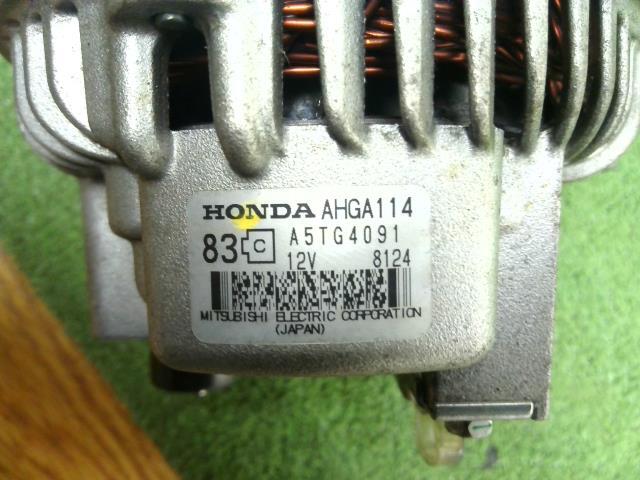 HONDA AHGA114
83 C A5TG4091
12V 8124
MITSUBISHI ELECTRIC CORPORATION
(JAPAN)